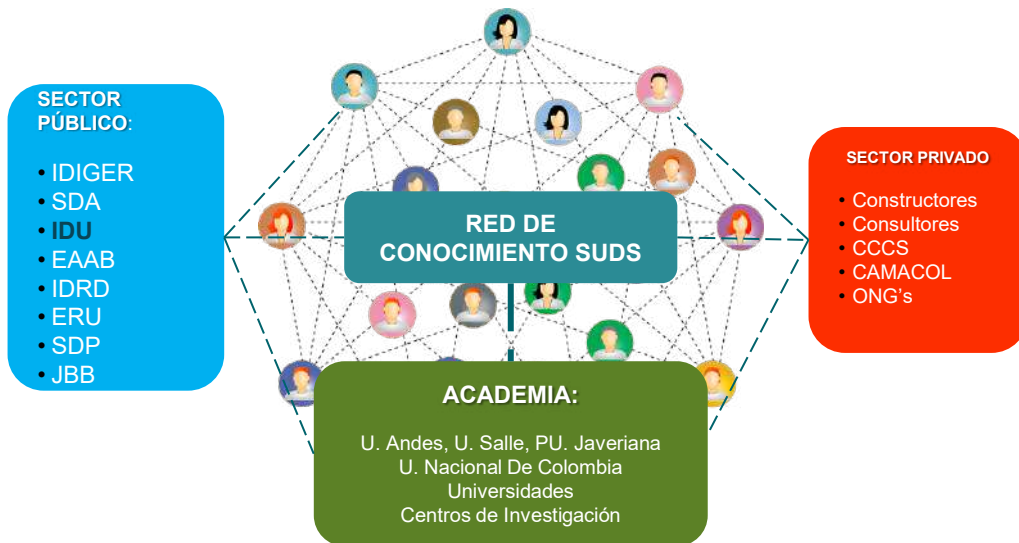 SECTOR
PÚBLICO:
• IDIGER
• SDA
• IDU
• EAAB
• IDRD
• ERU
• SDP
• JBB
RED DE
CONOCIMIENTO SUDS
SECTOR PRIVADO
• Constructores
• Consultores
• CCCS
• CAMACOL
• ONG's
ACADEMIA:
U. Andes, U. Salle, PU. Javeriana
U. Nacional De Colombia
Universidades
Centros de Investigación